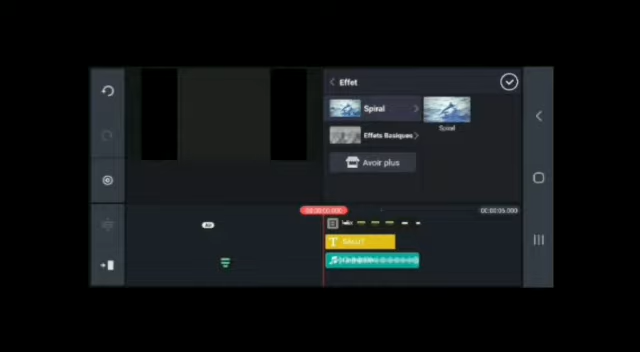 Effet
Spiral
Spiral
Effets Basiques
Avoir plus
00:00:00.000
00:00:05.000
SALUT